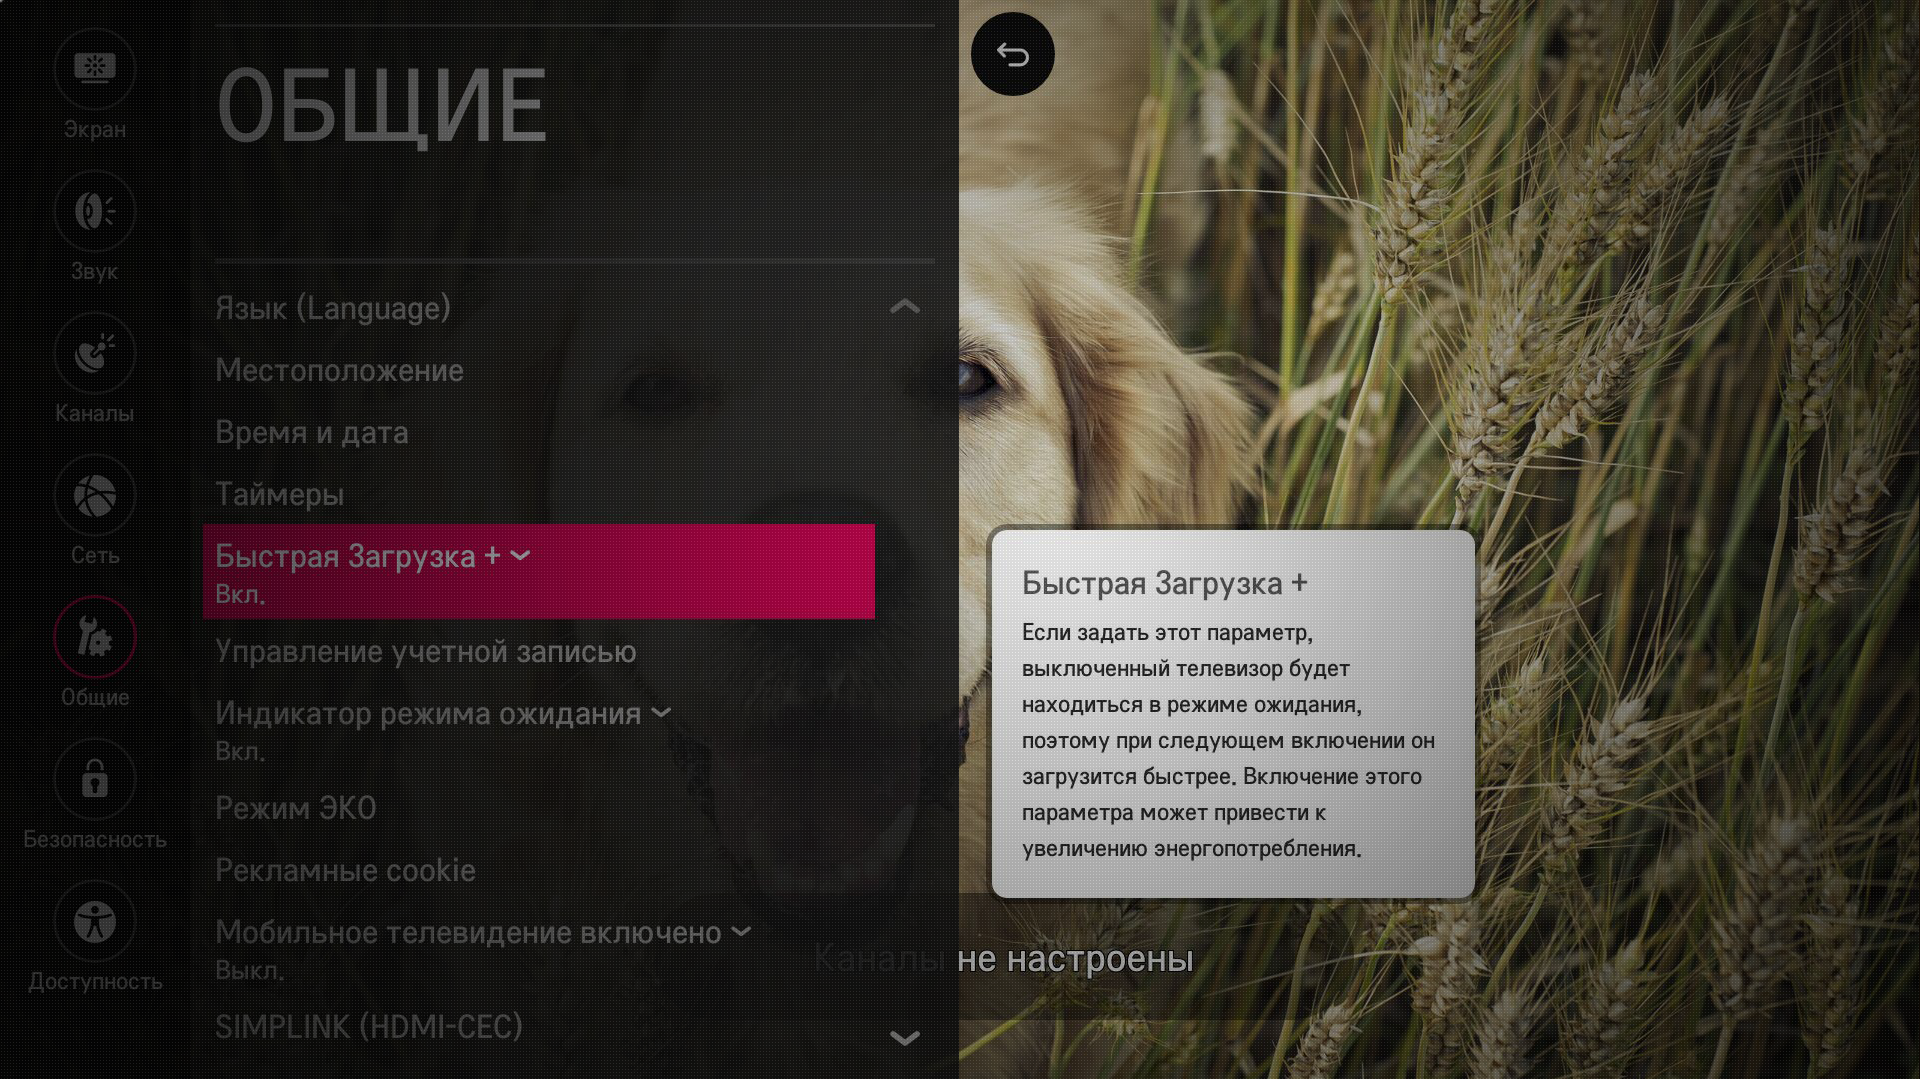 Экран
Звук
Каналы
Сеть
Общие
Безопасность
Доступность
ОБЩИЕ
Язык (Language)
Местоположение
Время и дата
Таймеры
Быстрая Загрузка +
Вкл.
Управление учетной записью
Индикатор режима ожидания
Вкл.
Режим ЭКО
Рекламные cookie
Мобильное телевидение включено
Выкл.
SIMPLINK (HDMI-CEC)
Быстрая Загрузка +
Если задать этот параметр,
выключенный телевизор будет
находиться в режиме ожидания,
поэтому при следующем включении он
загрузится быстрее. Включение этого
параметра может привести к
увеличению энергопотребления.
Каналы не настроены